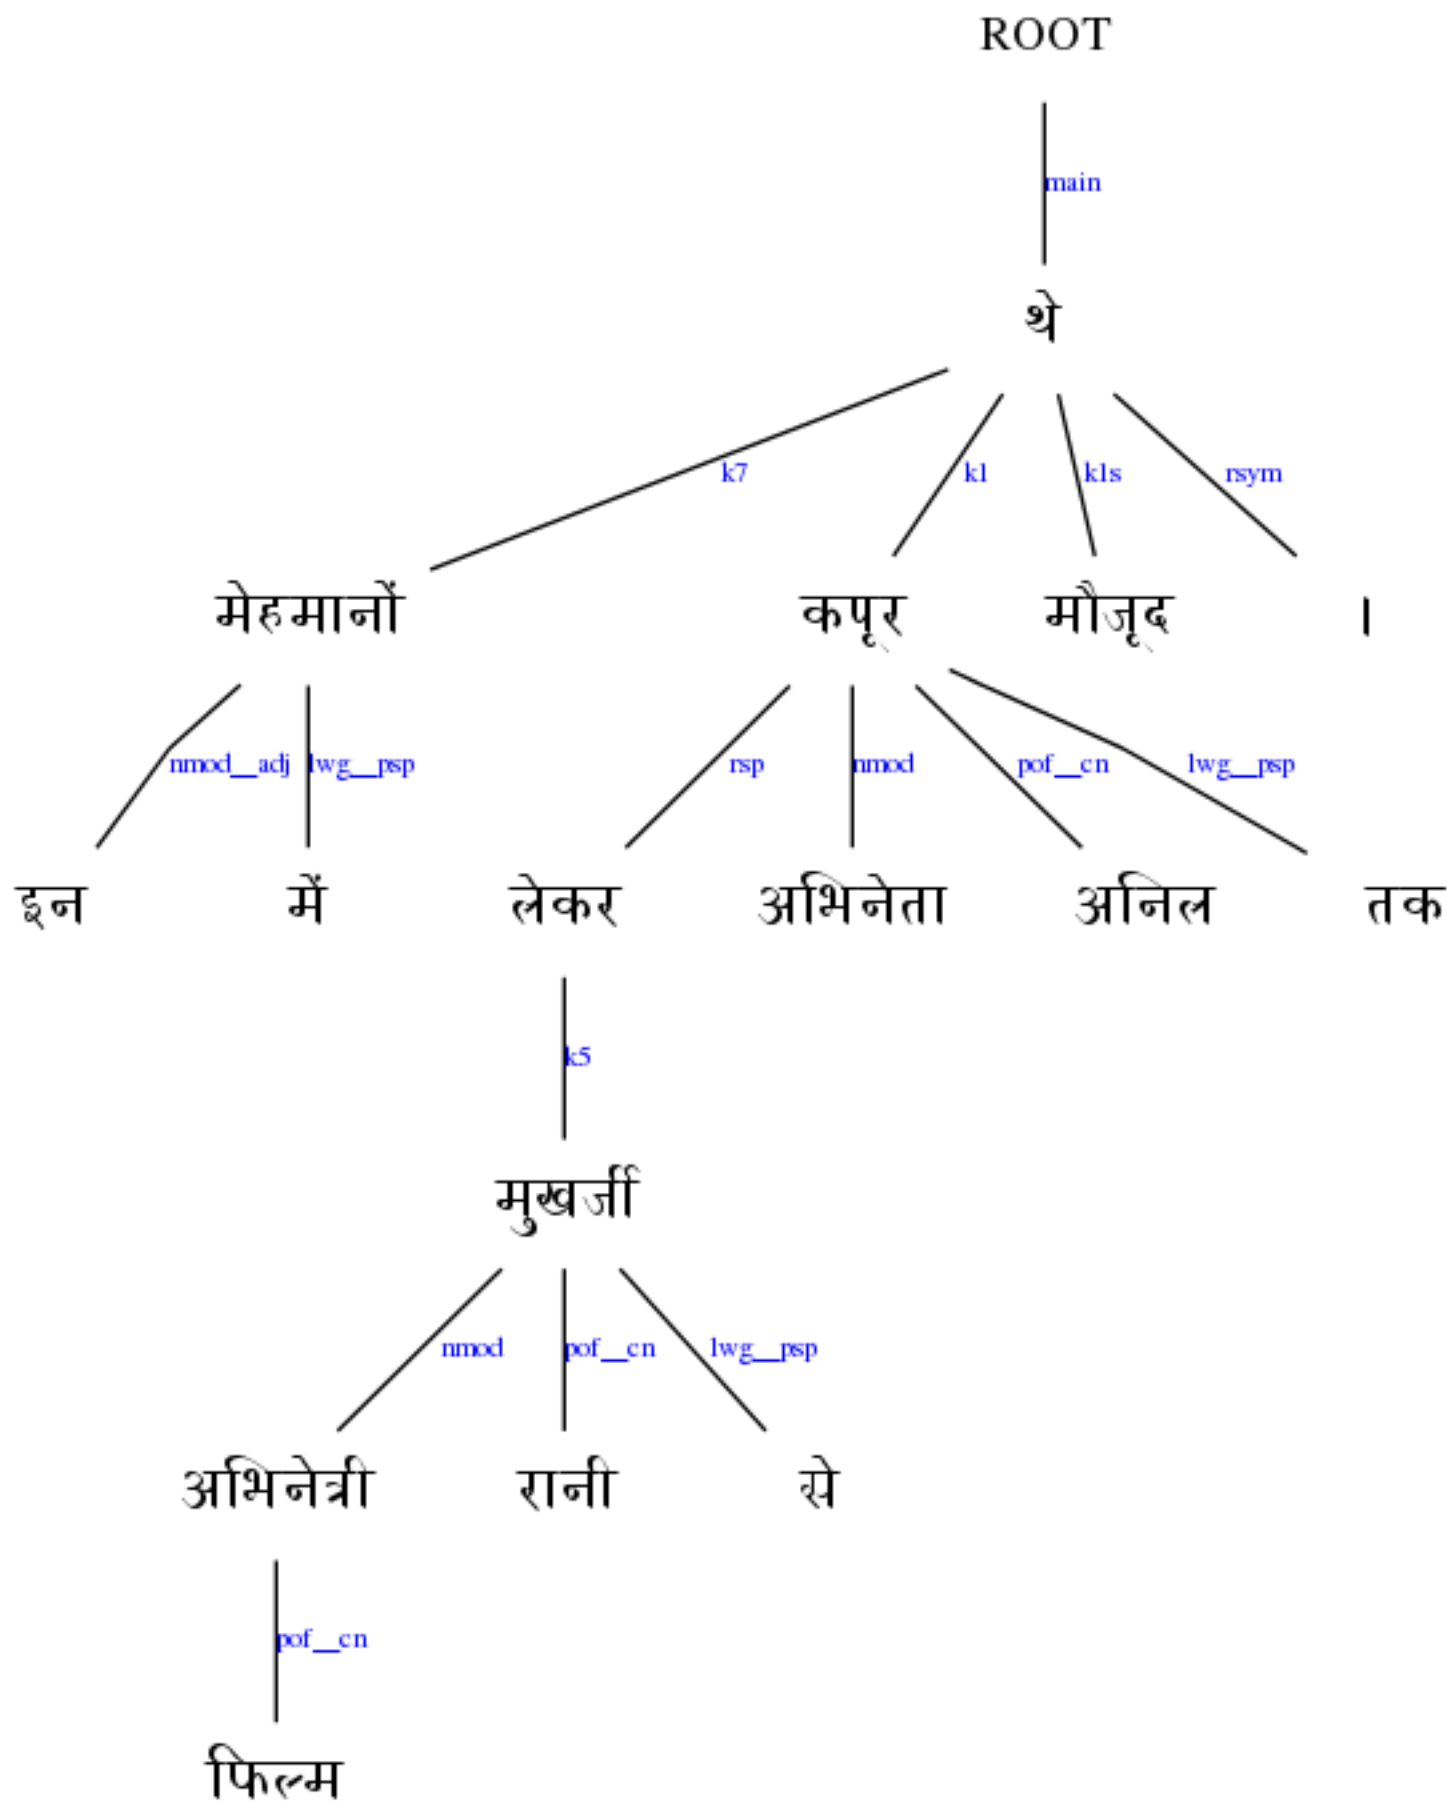 ROOT
main
थे
k7 k1 k1s rsym
मेहमानों कपूर मौजूद ।
nmod__adj lwg__psp rsp nmod pof__cn lwg__psp
इन में लेकर अभिनेता अनिल तक
k5
मुखर्जी
nmod pof__cn lwg__psp
अभिनेत्री रानी से
pof__cn
फिल्म